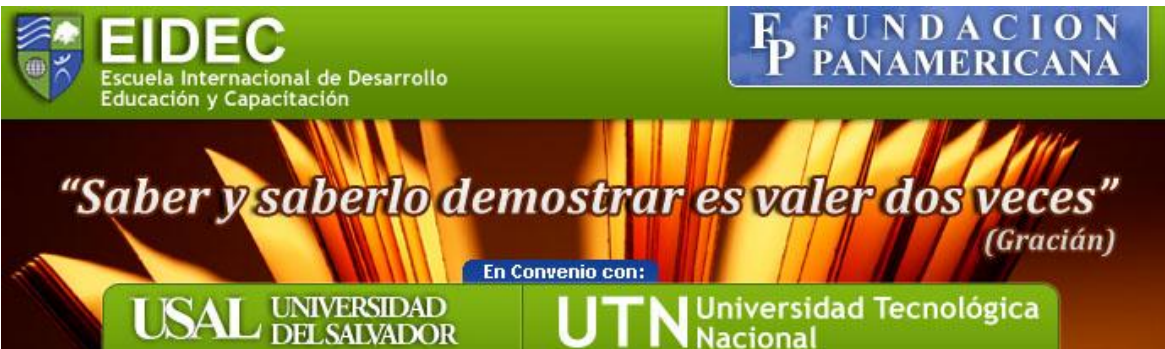 EIDEC
Escuela Internacional de Desarrollo
Educación y Capacitación
FP FUNDACION
PANAMERICANA
“Saber y saberlo demostrar es valer dos veces”
(Gracián)
En Convenio con:
USAL UNIVERSIDAD
DEL SALVADOR
UTN Universidad Tecnológica
Nacional